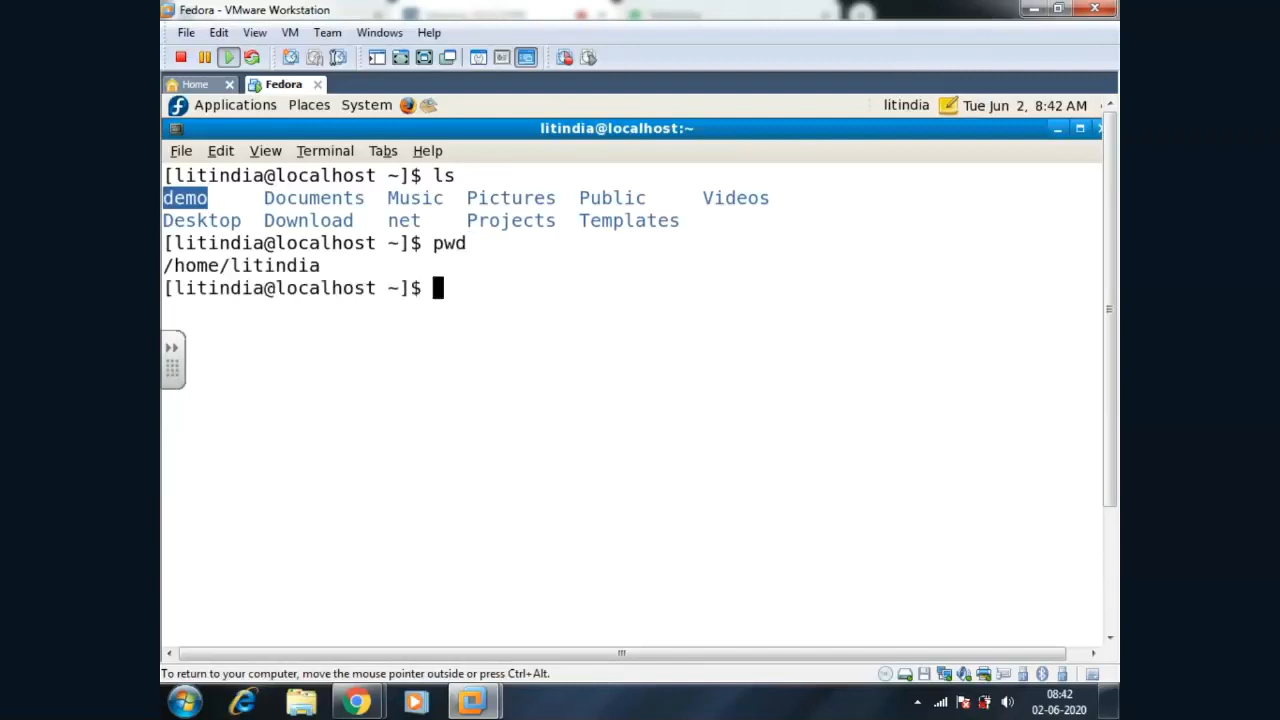 Fedora - VMware Workstation
File Edit View VM Team Windows Help
Home Fedora
Applications Places System litindia Tue Jun 2, 8:42 AM
litindia@localhost:~
File Edit View Terminal Tabs Help
[litindia@localhost ~]$ ls
demo Documents Music Pictures Public Videos
Desktop Download net Projects Templates
[litindia@localhost ~]$ pwd
/home/litindia
[litindia@localhost ~]$
To return to your computer, move the mouse pointer outside or press Ctrl+Alt.
08:42
02-06-2020